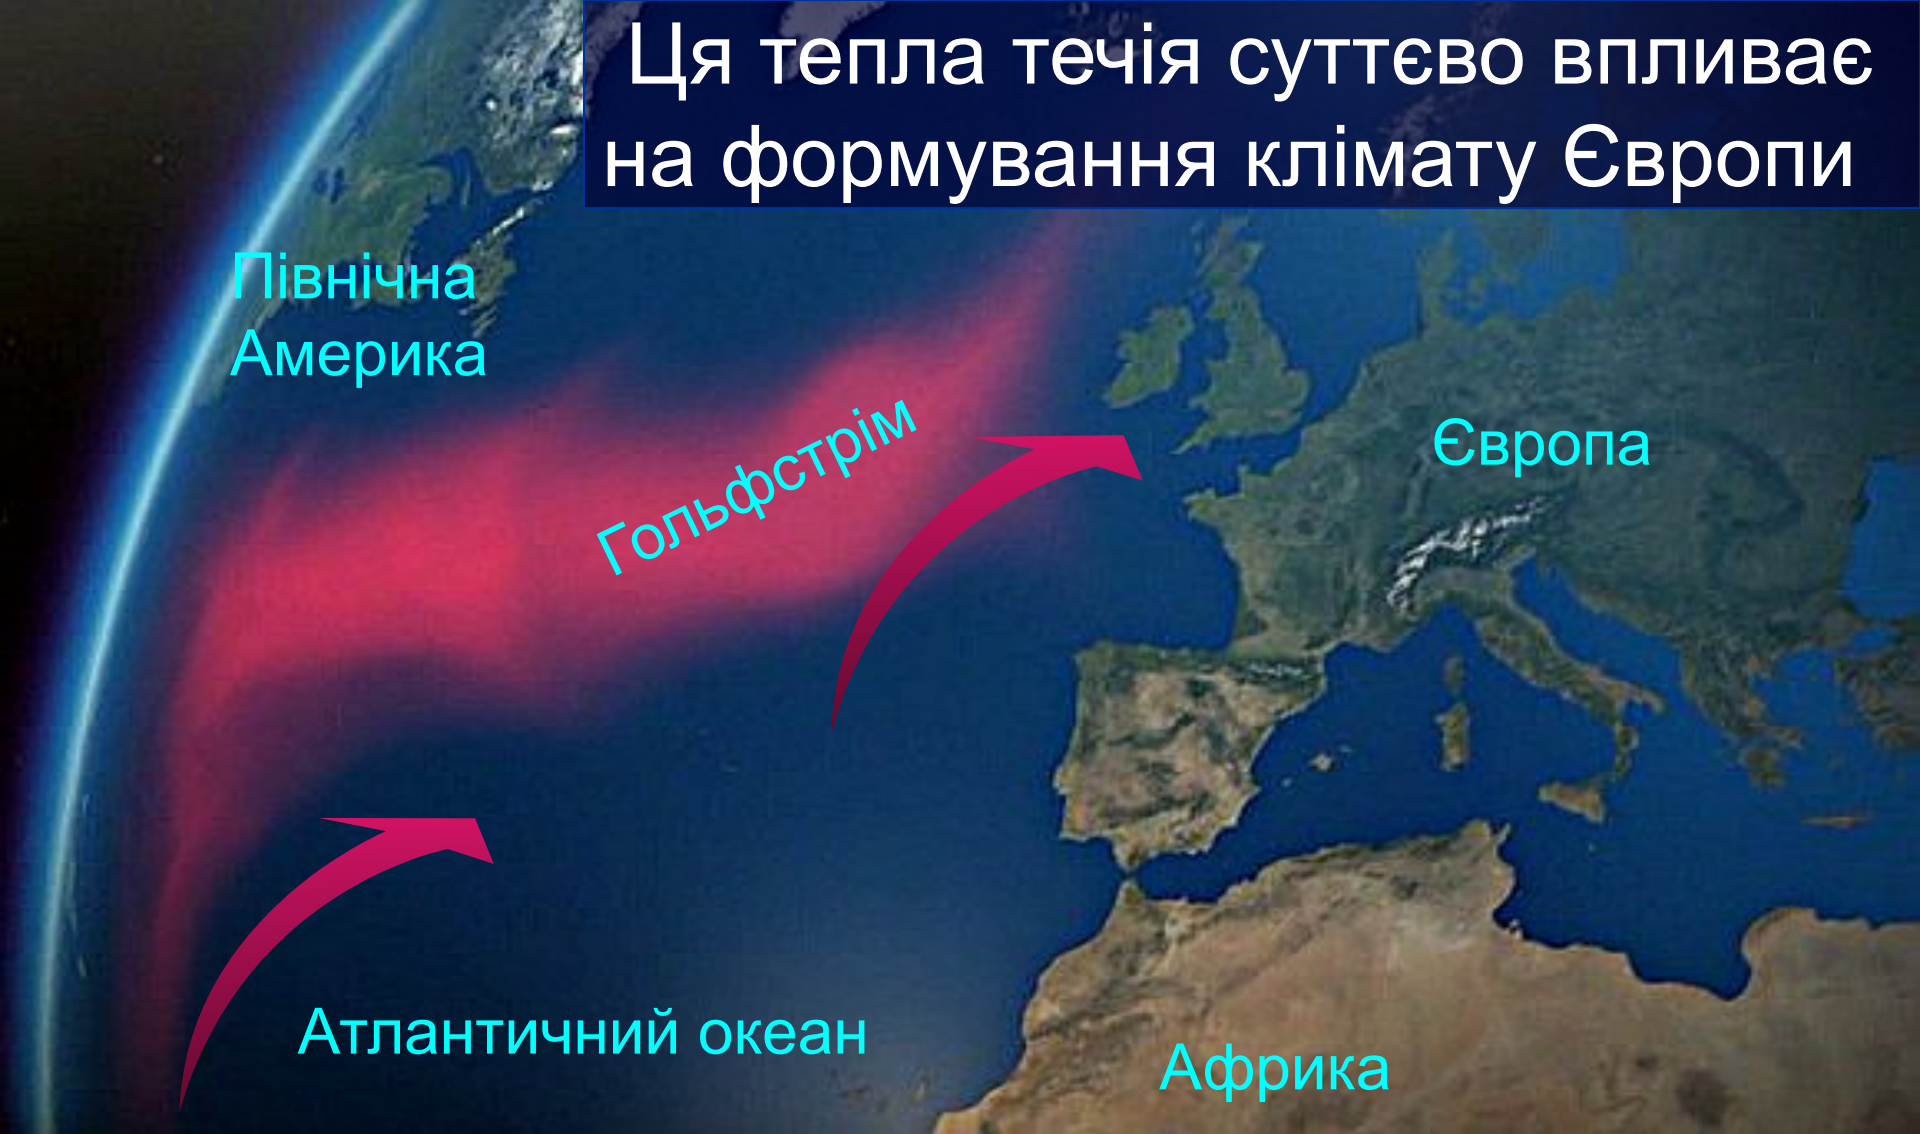 Ця тепла течія суттєво впливає
на формування клімату Європи
Північна
Америка
Гольфстрім
Європа
Атлантичний океан
Африка